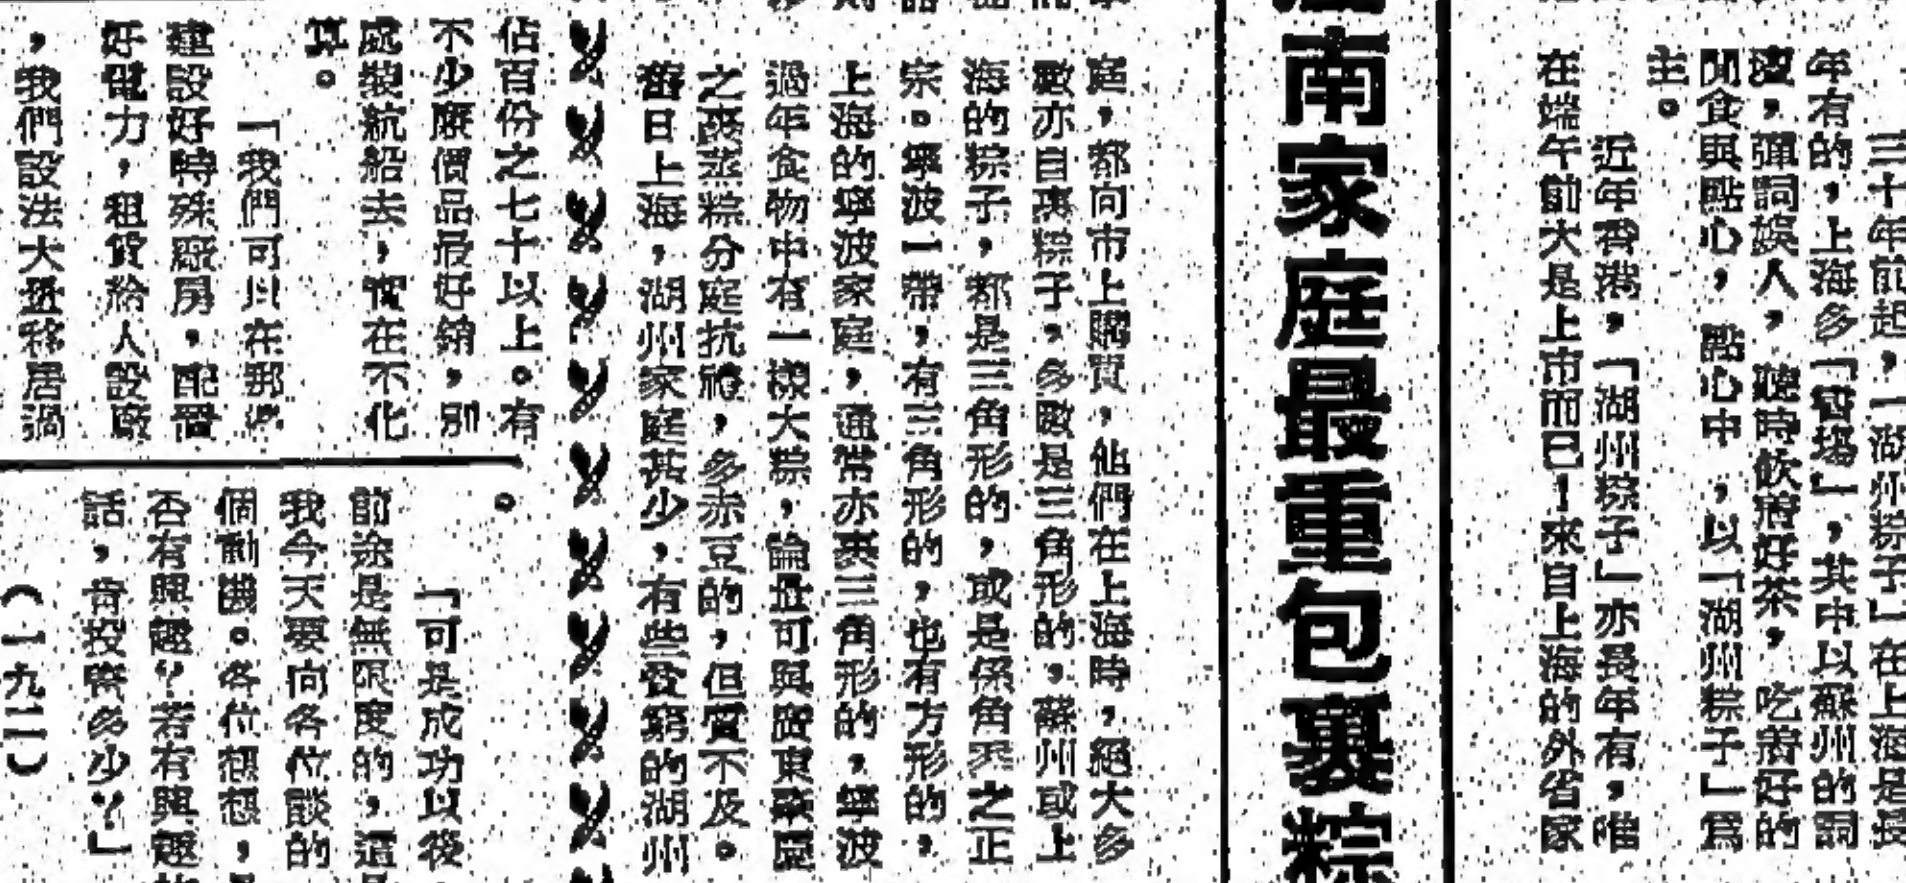 三十年前起，「湖州粽子」在上海是長
年有的，上海多「書場」，其中以蘇州的詞
，彈詞娛人，聽時飲着好茶，吃着好的
閒食與點心，點心中，以「湖州粽子」爲
主。
近年香港，「湖州粽子」亦長年有，唯
在端午前大是上市而已！來自上海的外省家
南家庭最重包裹粽
庭，都向市上購買，他們在上海時，絕大多
數亦自裹粽子，多數是三角形的，蘇州或上
海的粽子，都是三角形的，或是係角形之正
宗。寧波一帶，有三角形的，也有方形的，
上海的寧波家庭，通常亦裹三角形的，寧波
過年食物中有一樣大粽，論並可與廣東肇慶
之裹蒸粽分庭抗禮，多赤豆的，但質不及。
舊日上海，湖州家庭甚少，有些貧窮的湖州
佔百份之七十以上。有
不少廉價品最好銷，別
處裝航船去，實在不化
算。
「我們可以在那
建設好時殊廠房，配置
好電力，租賃給人設廠
，我們設法大量移居過
。
「可是成功以後
前途是無限度的，這
我今天要向各位談的
個動機。各位想想，
否有興趣？若有興趣
話，肯投資多少？」
（一九二）